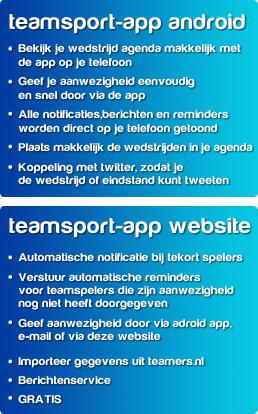 teamsport-app android
• Bekijk je wedstrijd agenda makkelijk met
de app op je telefoon
• Geef je aanwezigheid eenvoudig
en snel door via de app
• Alle notificaties,berichten en reminders
worden direct op je telefoon getoond
• Plaats makkelijk de wedstrijden in je agenda
• Koppeling met twitter, zodat je
de wedstrijd of eindstand kunt tweeten
teamsport-app website
• Automatische notificatie bij tekort spelers
• Verstuur automatische reminders
voor teamspelers die zijn aanwezigheid
nog niet heeft doorgegeven
• Geef aanwezigheid door via adroid app,
e-mail of via deze website
• Importeer gegevens uit teamers.nl
• Berichtenservice
• GRATIS